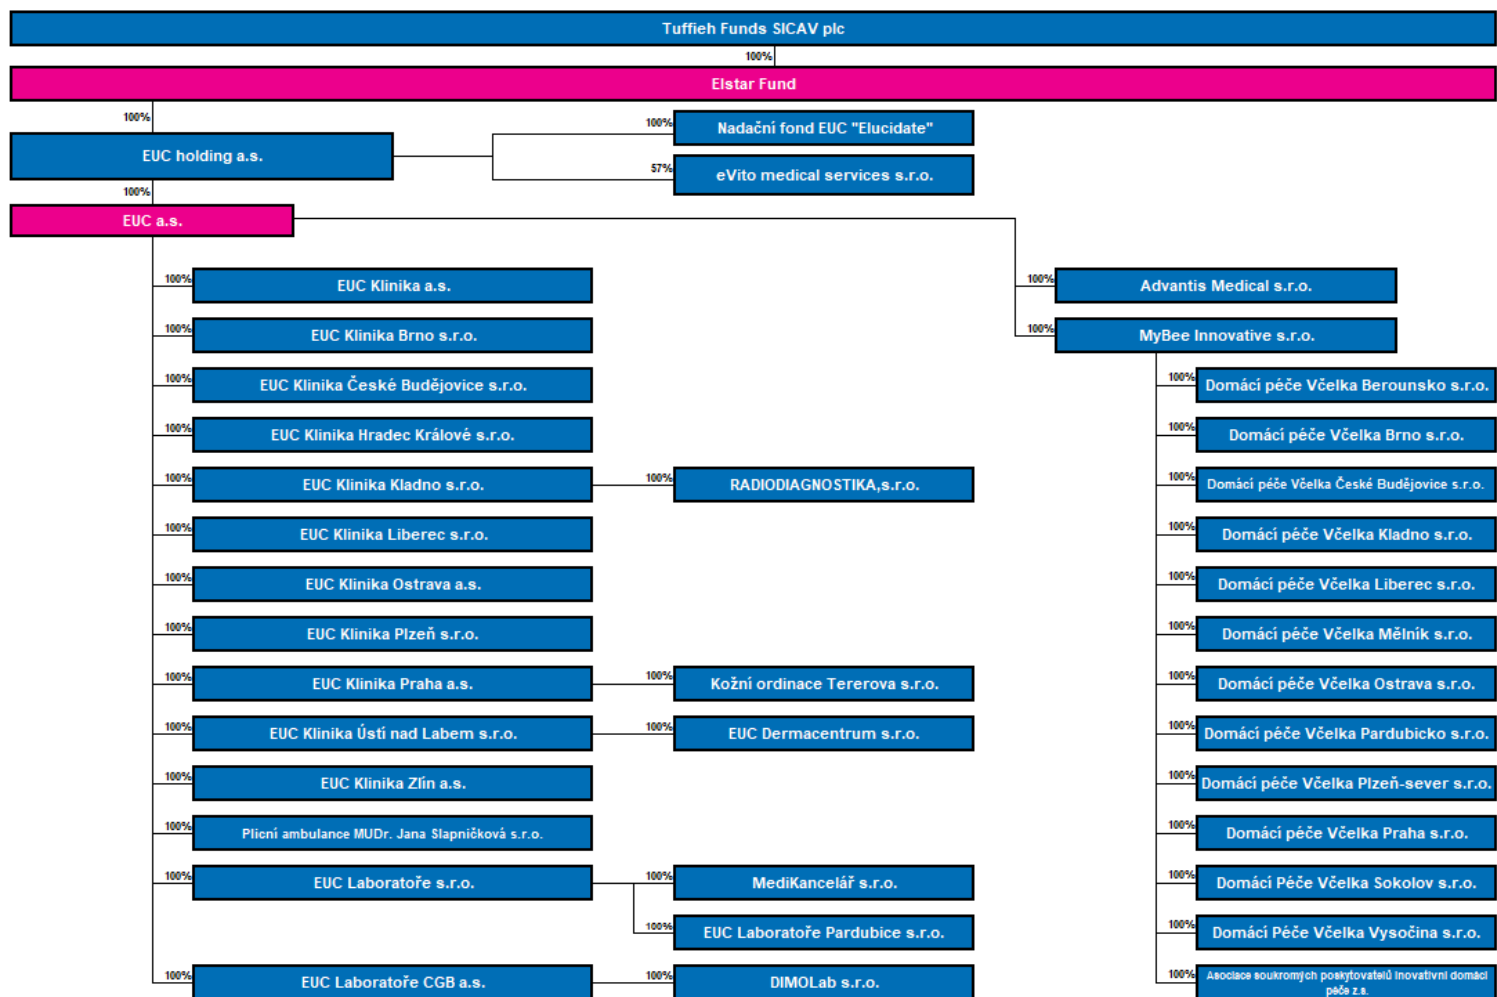 Tuffieh Funds SICAV plc
100%
Elstar Fund
100%
EUC holding a.s.
100%
Nadační fond EUC "Elucidate"
57%
eVito medical services s.r.o.
100%
EUC a.s.
100%
EUC Klinika a.s.
100%
Advantis Medical s.r.o.
100%
EUC Klinika Brno s.r.o.
100%
MyBee Innovative s.r.o.
100%
EUC Klinika České Budějovice s.r.o.
100%
Domácí péče Včelka Berounsko s.r.o.
100%
EUC Klinika Hradec Králové s.r.o.
100%
Domácí péče Včelka Brno s.r.o.
100%
EUC Klinika Kladno s.r.o.
100%
RADIODIAGNOSTIKA,s.r.o.
100%
Domácí péče Včelka České Budějovice s.r.o.
100%
EUC Klinika Liberec s.r.o.
100%
Domácí péče Včelka Kladno s.r.o.
100%
EUC Klinika Ostrava a.s.
100%
Domácí péče Včelka Liberec s.r.o.
100%
EUC Klinika Plzeň s.r.o.
100%
Domácí péče Včelka Mělník s.r.o.
100%
EUC Klinika Praha a.s.
100%
Kožní ordinace Tererova s.r.o.
100%
Domácí péče Včelka Ostrava s.r.o.
100%
EUC Klinika Ústí nad Labem s.r.o.
100%
EUC Dermacentrum s.r.o.
100%
Domácí péče Včelka Pardubicko s.r.o.
100%
EUC Klinika Zlín a.s.
100%
Domácí péče Včelka Plzeň-sever s.r.o.
100%
Plicní ambulance MUDr. Jana Slapničková s.r.o.
100%
Domácí péče Včelka Praha s.r.o.
100%
EUC Laboratoře s.r.o.
100%
MediKancelář s.r.o.
100%
Domácí Péče Včelka Sokolov s.r.o.
100%
EUC Laboratoře Pardubice s.r.o.
100%
Domácí Péče Včelka Vysočina s.r.o.
100%
EUC Laboratoře CGB a.s.
100%
DIMOLab s.r.o.
100%
Asociace soukromých poskytovatelů inovativní domácí
péče z.s.